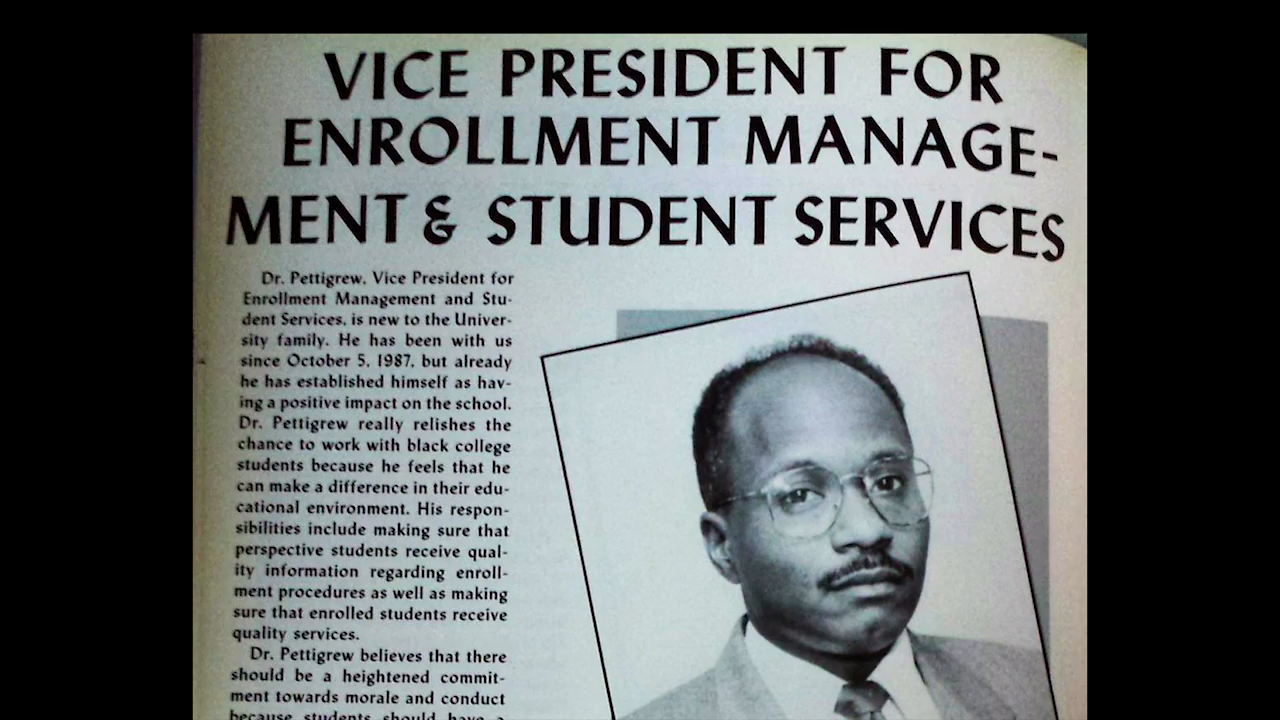 VICE PRESIDENT FOR
ENROLLMENT MANAGE-
MENT & STUDENT SERVICES
Dr. Pettigrew, Vice President for
Enrollment Management and Stu-
dent Services, is new to the Univer-
sity family. He has been with us
since October 5, 1987, but already
he has established himself as hav-
ing a positive impact on the school.
Dr. Pettigrew really relishes the
chance to work with black college
students because he feels that he
can make a difference in their edu-
cational environment. His respon-
sibilities include making sure that
perspective students receive qual-
ity information regarding enroll-
ment procedures as well as making
sure that enrolled students receive
quality services.
Dr. Pettigrew believes that there
should be a heightened commit-
ment towards morale and conduct
because students should have a